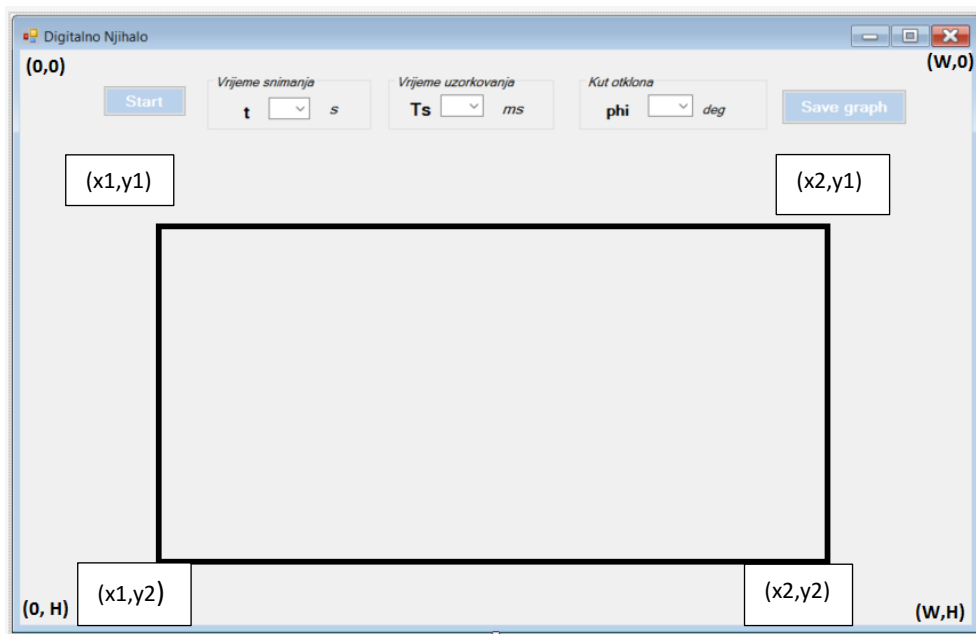 Digitalno Njihalo
(0,0)
(W,0)
Start
Vrijeme snimanja
t
s
Vrijeme uzorkovanja
Ts
ms
Kut otklona
phi
deg
Save graph
(x1,y1)
(x2,y1)
(x1,y2)
(x2,y2)
(0, H)
(W,H)